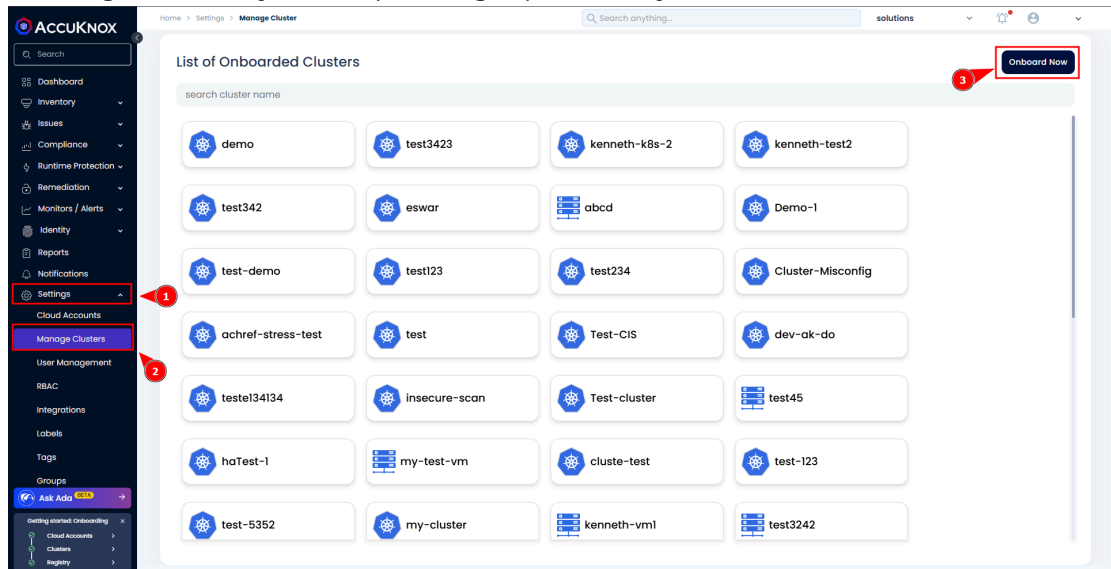 Home > Settings > Manage Cluster
Search anything...
solutions
ACCUKNOX
Search
Dashboard
Inventory
Issues
Compliance
Runtime Protection
Remediation
Monitors / Alerts
Identity
Reports
Notifications
Settings
Cloud Accounts
Manage Clusters
User Management
RBAC
Integrations
Labels
Tags
Groups
Ask Ada BETA
Getting started: Onboarding
Cloud Accounts
Clusters
Registry
1
2
List of Onboarded Clusters
3
Onboard Now
search cluster name
demo test3423 kenneth-k8s-2 kenneth-test2
test342 eswar abcd Demo-1
test-demo test123 test234 Cluster-Misconfig
achref-stress-test test Test-CIS dev-ak-do
teste134134 insecure-scan Test-cluster test45
haTest-1 my-test-vm cluste-test test-123
test-5352 my-cluster kenneth-vm1 test3242